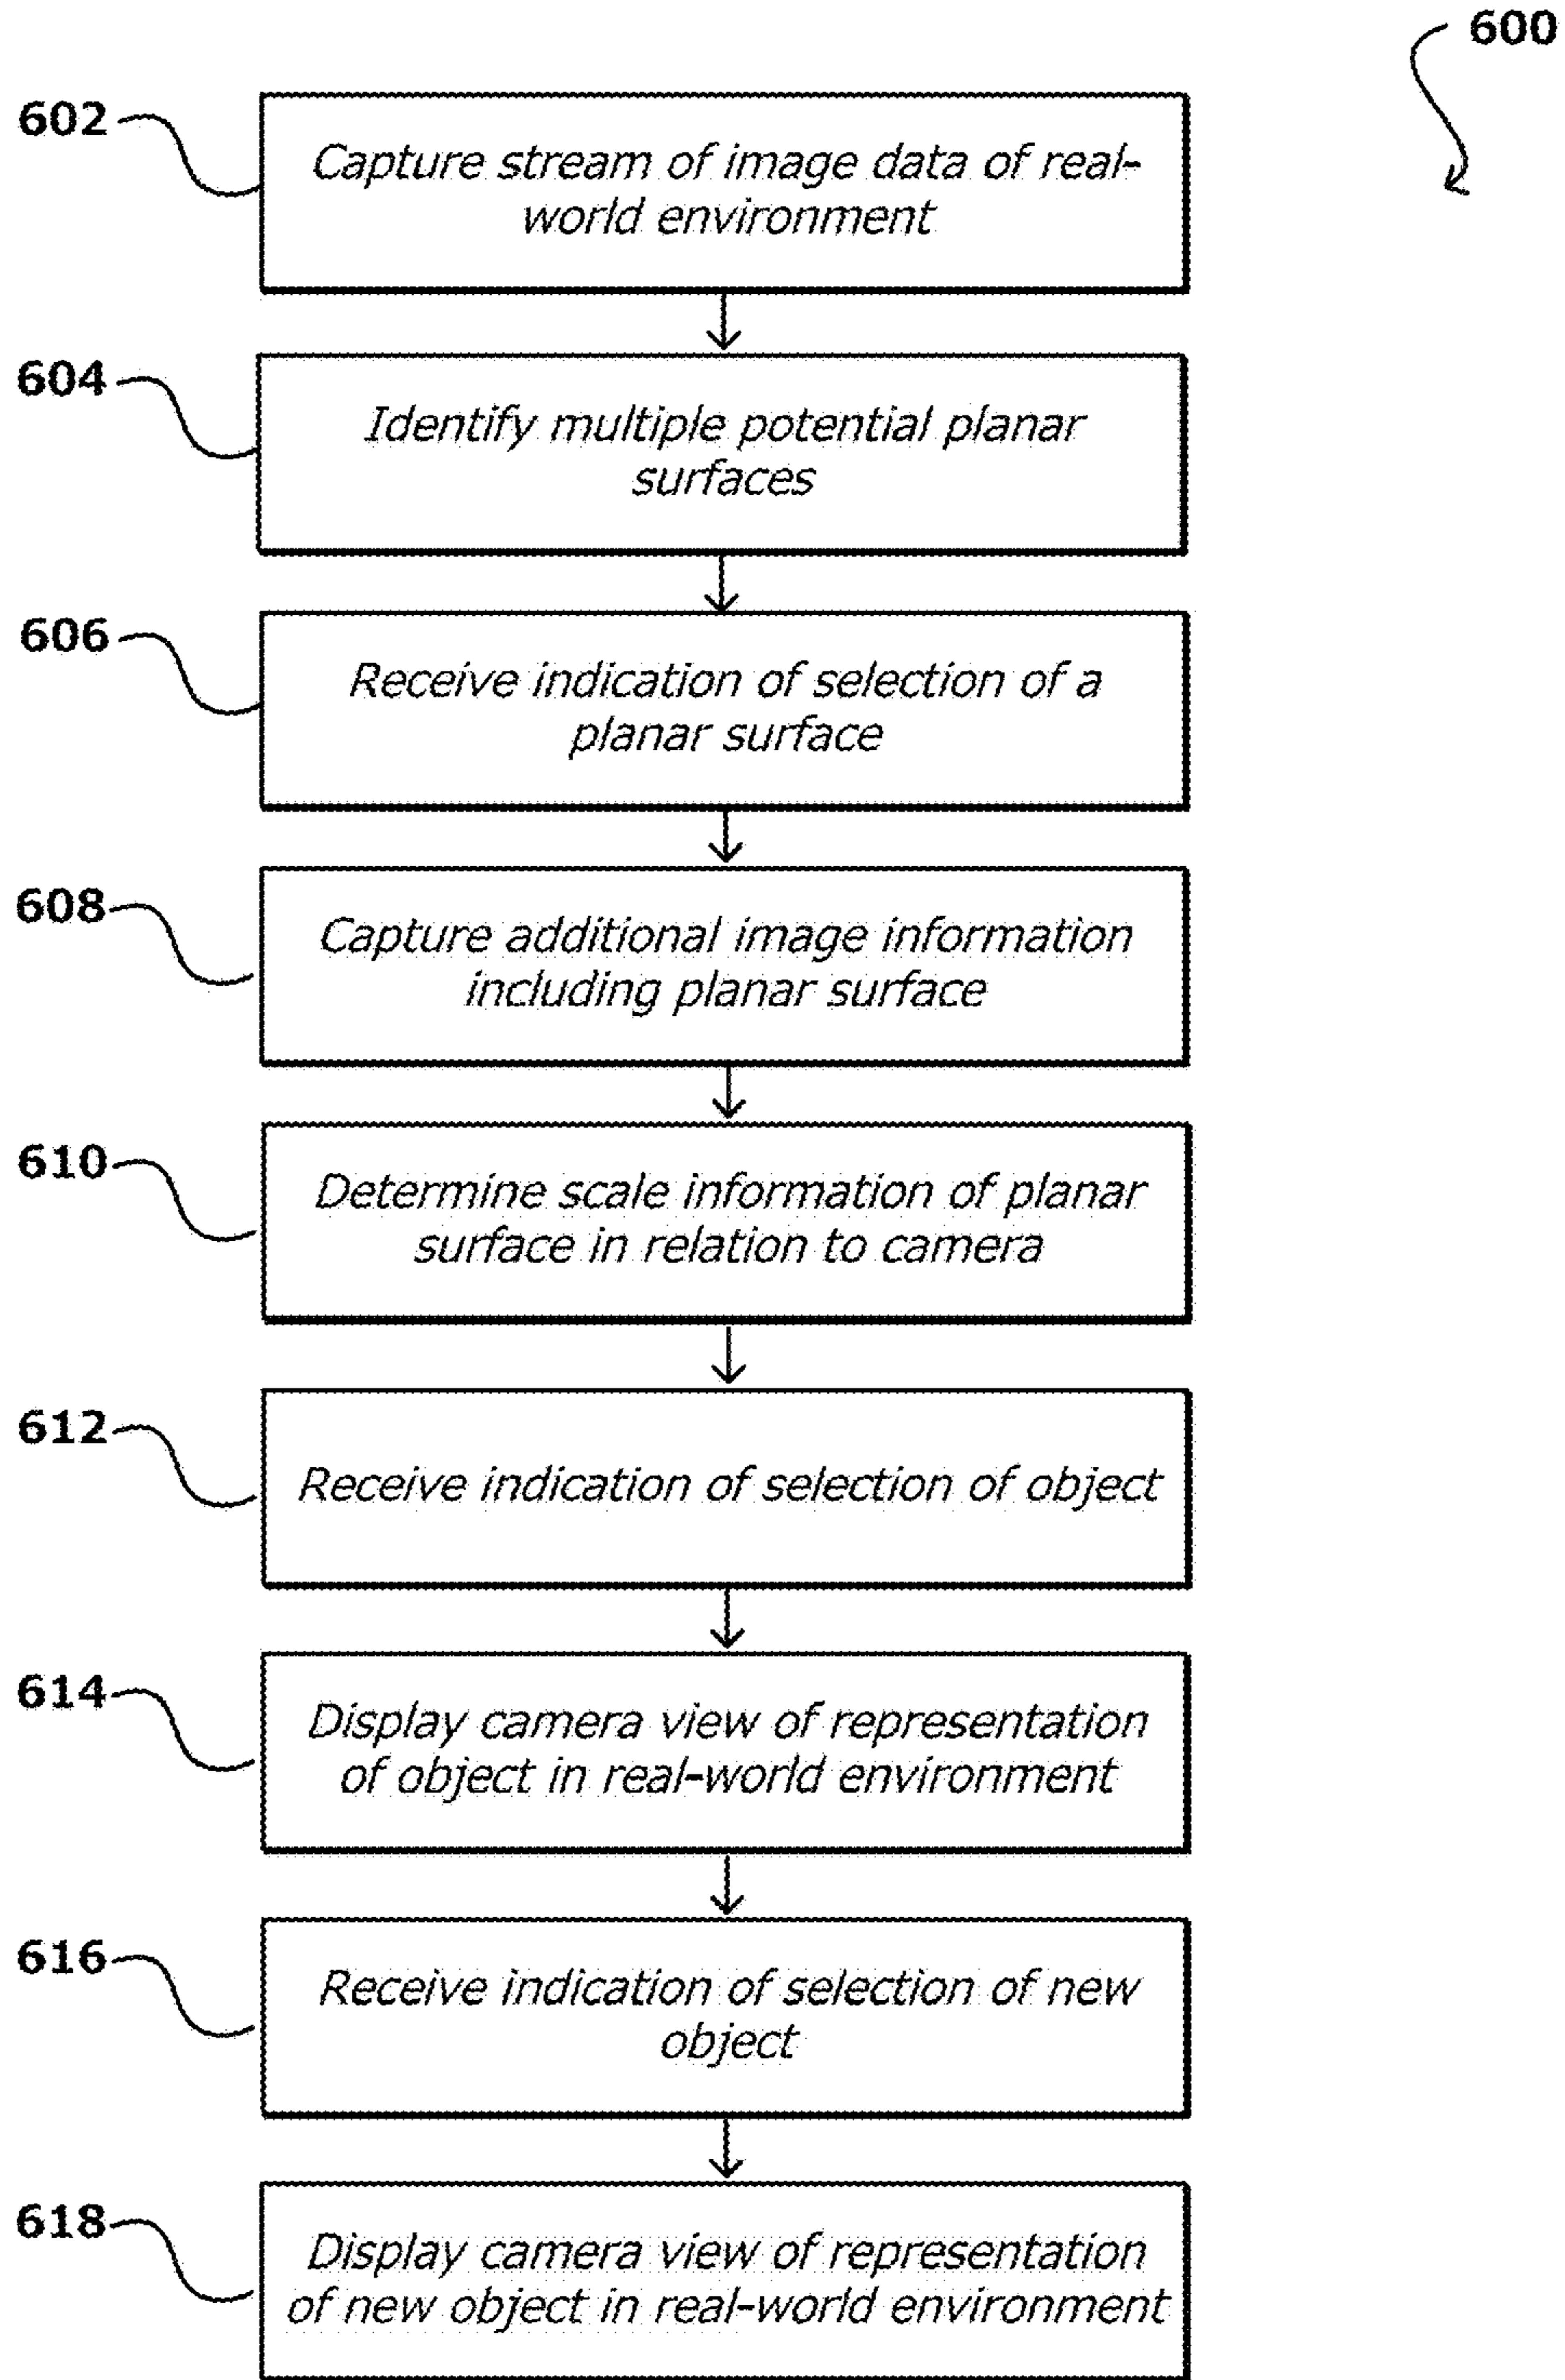 600
602
Capture stream of image data of real-
world environment
604
Identify multiple potential planar
surfaces
606
Receive indication of selection of a
planar surface
608
Capture additional image information
including planar surface
610
Determine scale information of planar
surface in relation to camera
612
Receive indication of selection of object
614
Display camera view of representation
of object in real-world environment
616
Receive indication of selection of new
object
618
Display camera view of representation
of new object in real-world environment